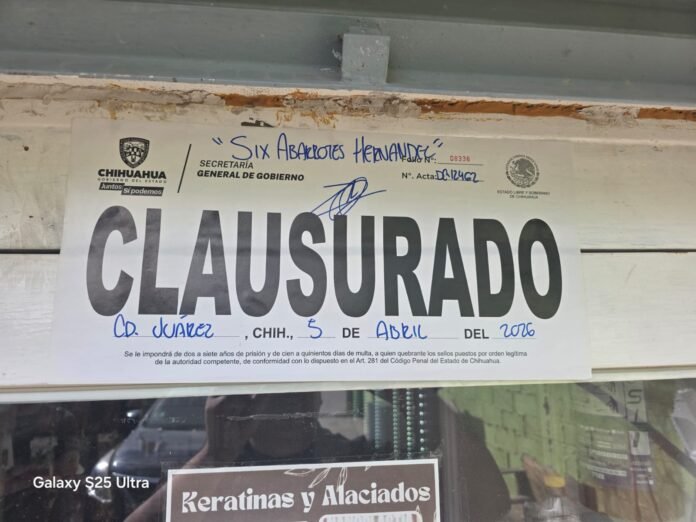 "SIX ABARROTES HERNANDEZ"
CHIHUAHUA
GOBIERNO DEL ESTADO
Juntos Sí podemos
SECRETARÍA
GENERAL DE GOBIERNO
Folio N°. 08336
N°. Acta:
ESTADO LIBRE Y SOBERANO
DE CHIHUAHUA
CLAUSURADO
CD. JUÁREZ, CHIH., 5 DE ABRIL DEL 2026
Se le impondrá de dos a siete años de prisión y de cien a quinientos días de multa, a quien quebrante los sellos puestos por orden legítima
de la autoridad competente, de conformidad con lo dispuesto en el Art. 281 del Código Penal del Estado de Chihuahua.
Keratinas y Alaciados
Galaxy S25 Ultra